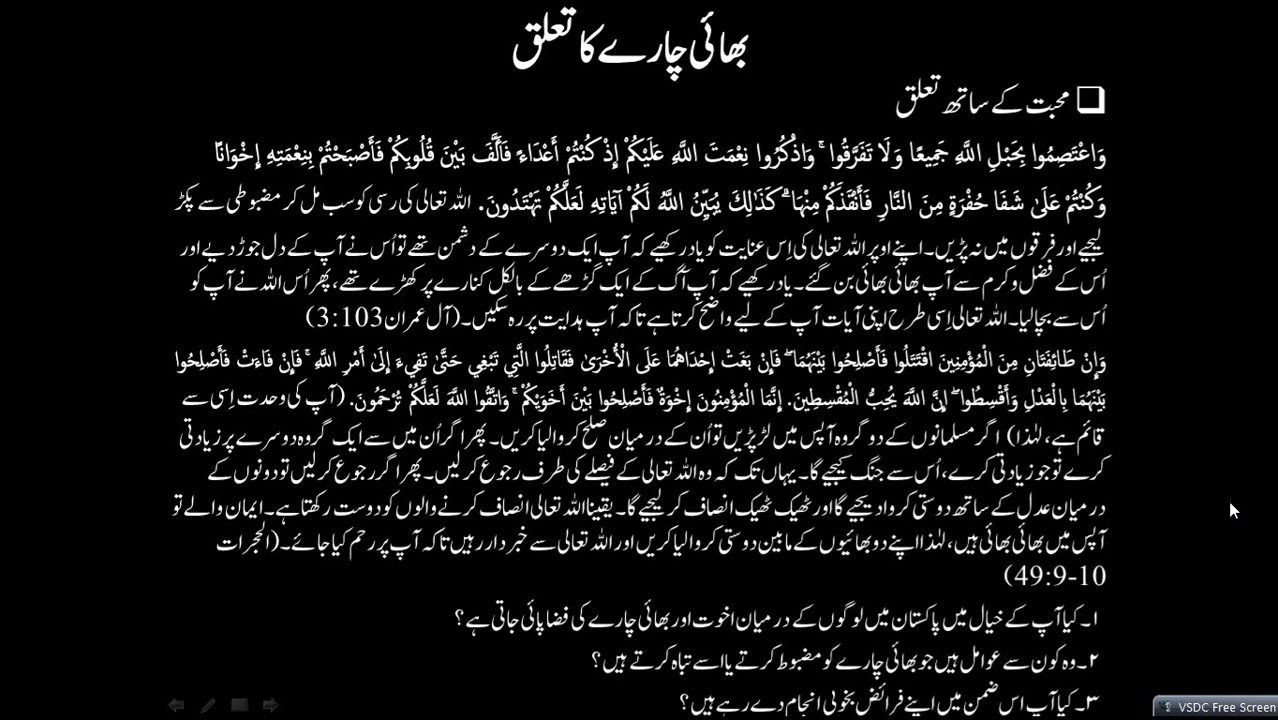 بھائی چارے کا تعلق
❑ محبت کے ساتھ تعلق
وَاعْتَصِمُوا بِحَبْلِ اللَّهِ جَمِيعًا وَلَا تَفَرَّقُوا ۚ وَاذْكُرُوا نِعْمَتَ اللَّهِ عَلَيْكُمْ إِذْ كُنْتُمْ أَعْدَاءً فَأَلَّفَ بَيْنَ قُلُوبِكُمْ فَأَصْبَحْتُمْ بِنِعْمَتِهِ إِخْوَانًا
وَكُنْتُمْ عَلَىٰ شَفَا حُفْرَةٍ مِنَ النَّارِ فَأَنْقَذَكُمْ مِنْهَا ۗ كَذَٰلِكَ يُبَيِّنُ اللَّهُ لَكُمْ آيَاتِهِ لَعَلَّكُمْ تَهْتَدُونَ. اللہ تعالی کی رسی کو سب مل کر مضبوطی سے پکڑ
لیجیے اور فرقوں میں نہ پڑیں۔ اپنے اوپر اللہ تعالی کی اِس عنایت کو یاد رکھیے کہ آپ ایک دوسرے کے دشمن تھے تو اُس نے آپ کے دل جوڑ دیے اور
اُس کے فضل و کرم سے آپ بھائی بھائی بن گئے۔ یاد رکھیے کہ آپ آگ کے ایک گڑھے کے بالکل کنارے پر کھڑے تھے، پھر اُس اللہ نے آپ کو
اُس سے بچا لیا۔ اللہ تعالی اِسی طرح اپنی آیات آپ کے لیے واضح کرتا ہے تاکہ آپ ہدایت پر رہ سکیں۔ (آل عمران 3:103)
وَإِنْ طَائِفَتَانِ مِنَ الْمُؤْمِنِينَ اقْتَتَلُوا فَأَصْلِحُوا بَيْنَهُمَا ۖ فَإِنْ بَغَتْ إِحْدَاهُمَا عَلَى الْأُخْرَىٰ فَقَاتِلُوا الَّتِي تَبْغِي حَتَّىٰ تَفِيءَ إِلَىٰ أَمْرِ اللَّهِ ۚ فَإِنْ فَاءَتْ فَأَصْلِحُوا
بَيْنَهُمَا بِالْعَدْلِ وَأَقْسِطُوا ۖ إِنَّ اللَّهَ يُحِبُّ الْمُقْسِطِينَ. إِنَّمَا الْمُؤْمِنُونَ إِخْوَةٌ فَأَصْلِحُوا بَيْنَ أَخَوَيْكُمْ ۚ وَاتَّقُوا اللَّهَ لَعَلَّكُمْ تُرْحَمُونَ. (آپ کی وحدت اِسی سے
قائم ہے، لہٰذا) اگر مسلمانوں کے دو گروہ آپس میں لڑ پڑیں تو اُن کے درمیان صلح کروا لیا کریں۔ پھر اگر اُن میں سے ایک گروہ دوسرے پر زیادتی
کرے تو جو زیادتی کرے، اُس سے جنگ کیجیے گا۔ یہاں تک کہ وہ اللہ تعالی کے فیصلے کی طرف رجوع کر لیں۔ پھر اگر رجوع کر لیں تو دونوں کے
درمیان عدل کے ساتھ دوستی کروا دیجیے گا اور ٹھیک ٹھیک انصاف کر لیجیے گا۔ یقینا اللہ تعالی انصاف کرنے والوں کو دوست رکھتا ہے۔ ایمان والے تو
آپس میں بھائی بھائی ہیں، لہٰذا اپنے دو بھائیوں کے مابین دوستی کروا لیا کریں اور اللہ تعالی سے خبردار رہیں تاکہ آپ پر رحم کیا جائے۔ (الحجرات
49:9-10)
۱۔ کیا آپ کے خیال میں پاکستان میں لوگوں کے درمیان اخوت اور بھائی چارے کی فضا پائی جاتی ہے؟
۲۔ وہ کون سے عوامل ہیں جو بھائی چارے کو مضبوط کرتے یا اسے تباہ کرتے ہیں؟
۳۔ کیا آپ اس ضمن میں اپنے فرائض بخوبی انجام دے رہے ہیں؟
VSDC Free Screen